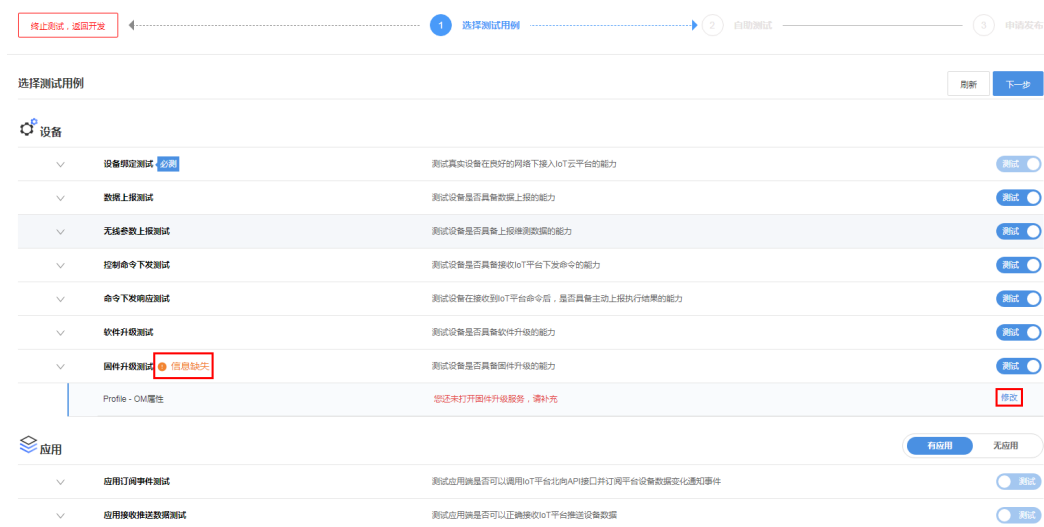 终止测试，返回开发
1 选择测试用例
2 自助测试
3 申请发布
选择测试用例
刷新 下一步
设备
设备绑定测试 必测 测试真实设备在良好的网络下接入IoT云平台的能力 测试
数据上报测试 测试设备是否具备数据上报的能力 测试
无线参数上报测试 测试设备是否具备上报维测数据的能力 测试
控制命令下发测试 测试设备是否具备接收IoT平台下发命令的能力 测试
命令下发响应测试 测试设备在接收到IoT平台命令后，是否具备主动上报执行结果的能力 测试
软件升级测试 测试设备是否具备软件升级的能力 测试
固件升级测试 信息缺失 测试设备是否具备固件升级的能力 测试
Profile - OM属性 您还未打开固件升级服务，请补充 修改
应用 有应用 无应用
应用订阅事件测试 测试应用端是否可以调用IoT平台北向API接口并订阅平台设备数据变化通知事件 测试
应用接收推送数据测试 测试应用端是否可以正确接收IoT平台推送设备数据 测试